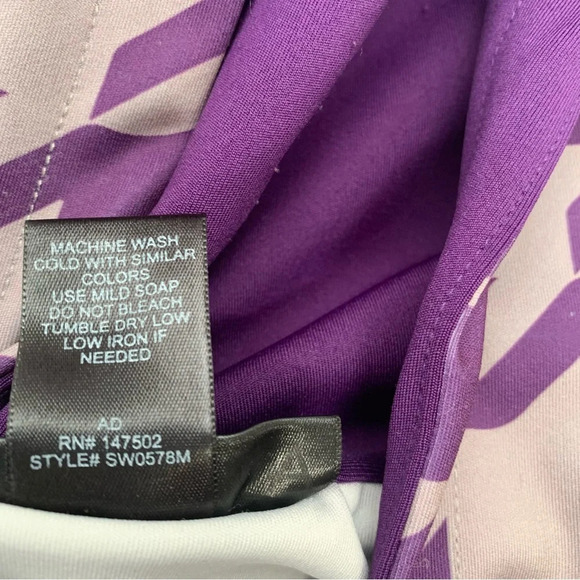 MACHINE WASH
COLD WITH SIMILAR
COLORS
USE MILD SOAP
DO NOT BLEACH
TUMBLE DRY LOW
LOW IRON IF
NEEDED
AD
RN# 147502
STYLE# SW0578M